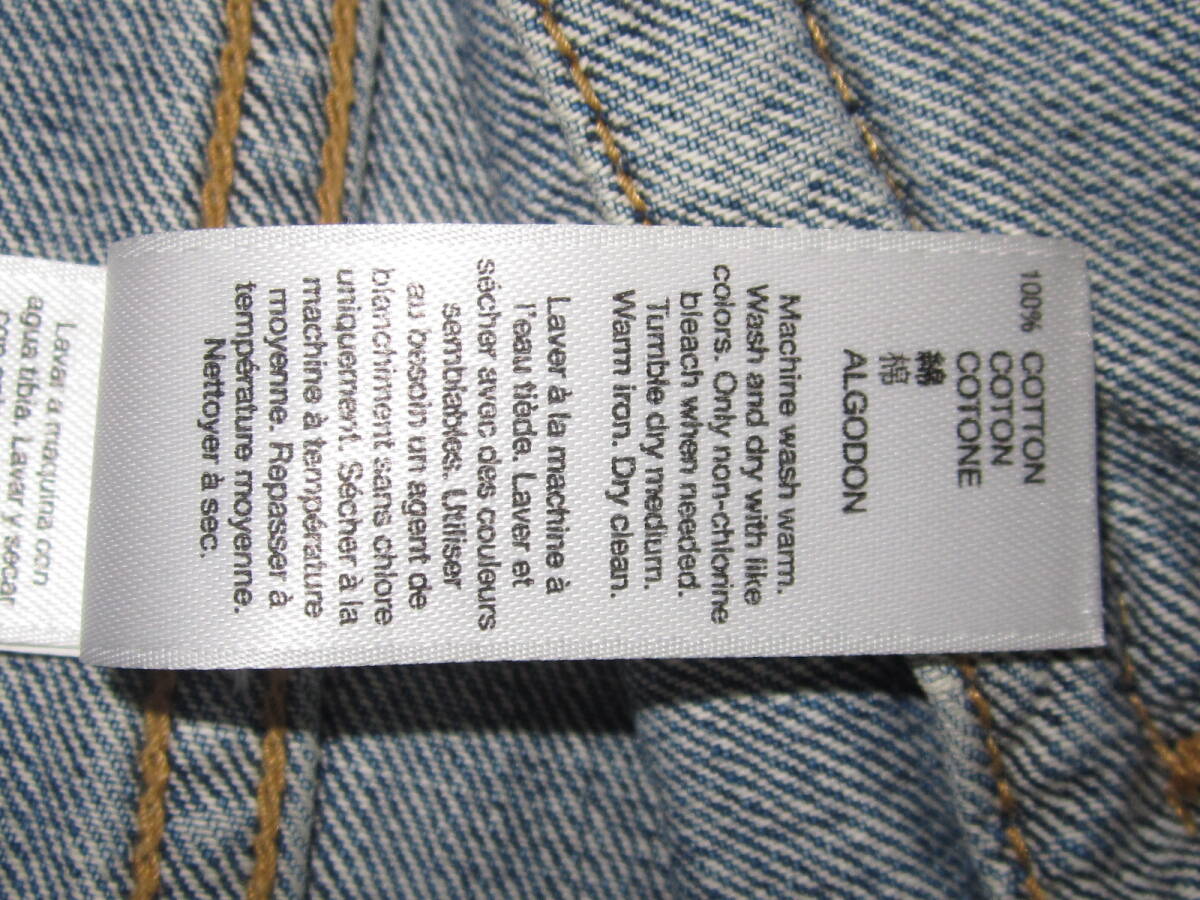 100% COTTON
COTON
COTONE
綿
棉
ALGODON
Machine wash warm.
Wash and dry with like
colors. Only non-chlorine
bleach when needed.
Tumble dry medium.
Warm iron. Dry clean.
Laver à la machine à
l'eau tiède. Laver et
sécher avec des couleurs
semblables. Utiliser
au besoin un agent de
blanchiment sans chlore
uniquement. Sécher à la
machine à température
moyenne. Repasser à
température moyenne.
Nettoyer à sec.
Lavar a maquina con
agua tibia. Lavar y secar